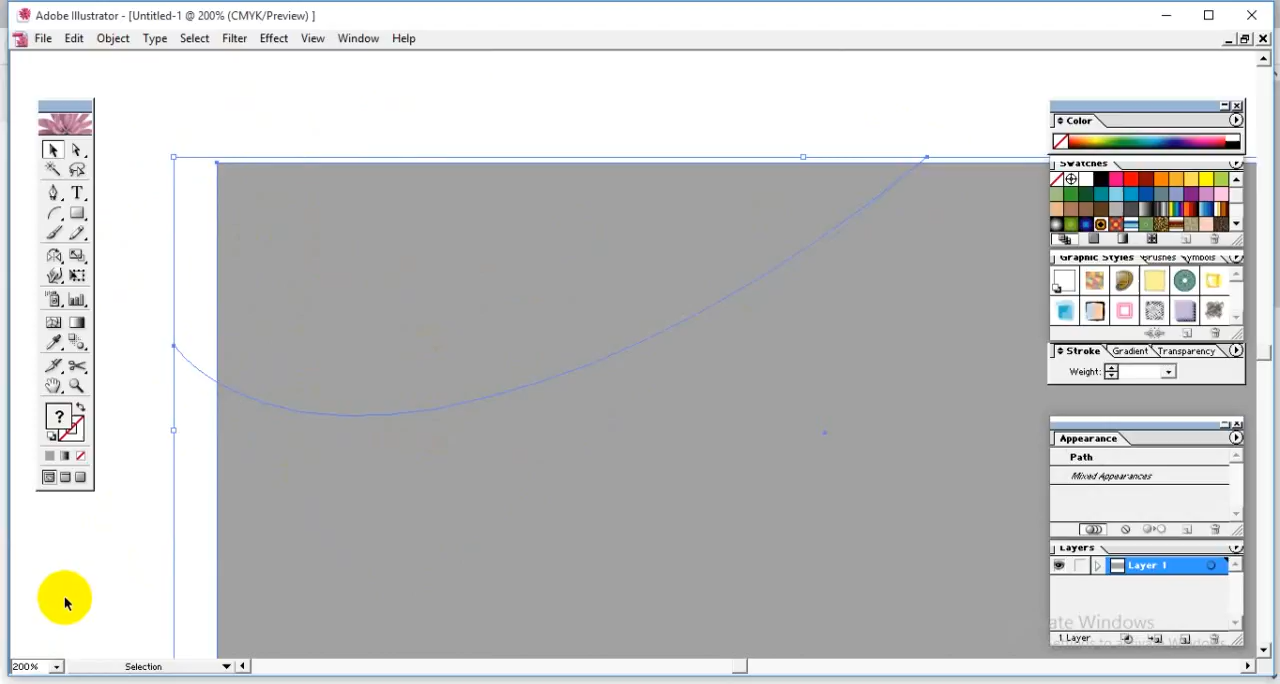 Adobe Illustrator - [Untitled-1 @ 200% (CMYK/Preview) ]
File Edit Object Type Select Filter Effect View Window Help
T
Color
Swatches
Graphic Styles Brushes Symbols
Stroke Gradient Transparency
Weight:
?
Appearance
Path
Mixed Appearances
Layers
Layer 1
ate Windows
1 Layer
200% Selection